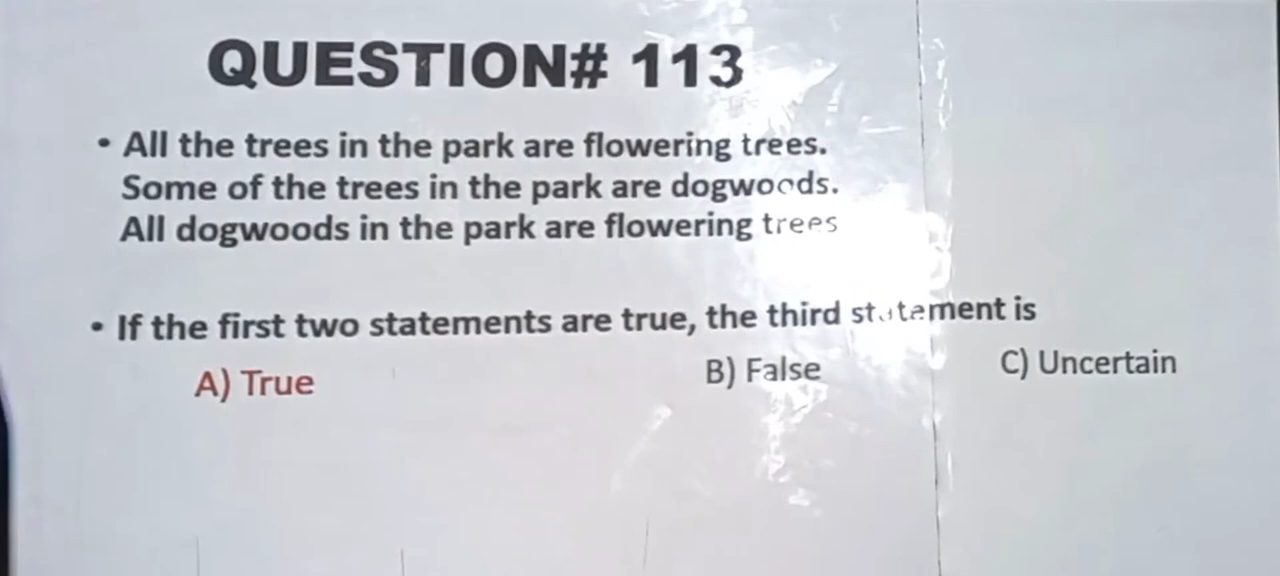 QUESTION# 113
• All the trees in the park are flowering trees.
Some of the trees in the park are dogwoods.
All dogwoods in the park are flowering trees
• If the first two statements are true, the third statement is
A) True B) False C) Uncertain